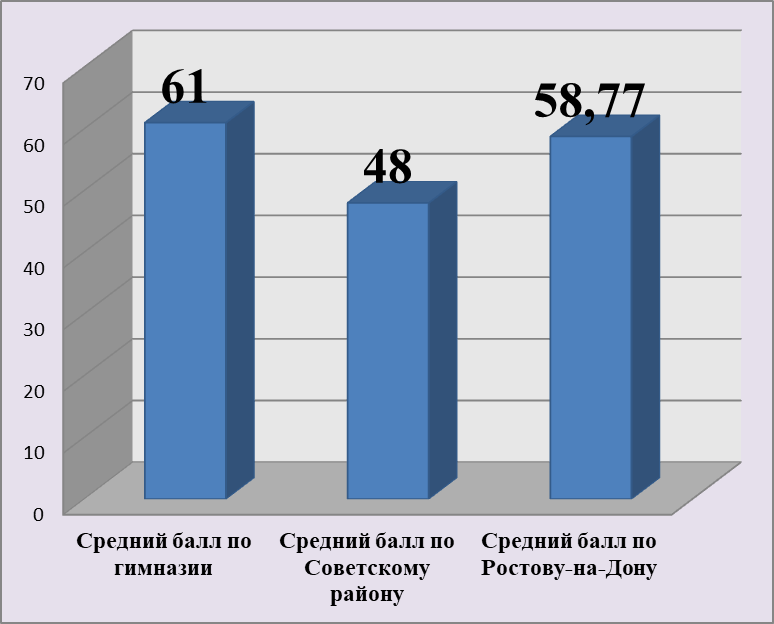 61
48
58,77
70
60
50
40
30
20
10
0
Средний балл по
гимназии
Средний балл по
Советскому
району
Средний балл по
Ростову-на-Дону